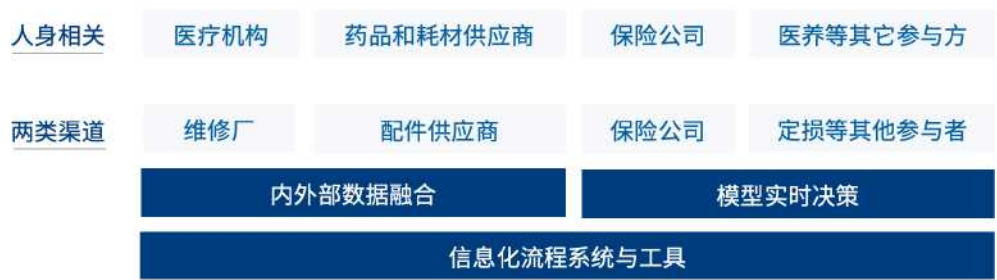 人身相关 医疗机构 药品和耗材供应商 保险公司 医养等其它参与方
两类渠道 维修厂 配件供应商 保险公司 定损等其他参与者
内外部数据融合 模型实时决策
信息化流程系统与工具